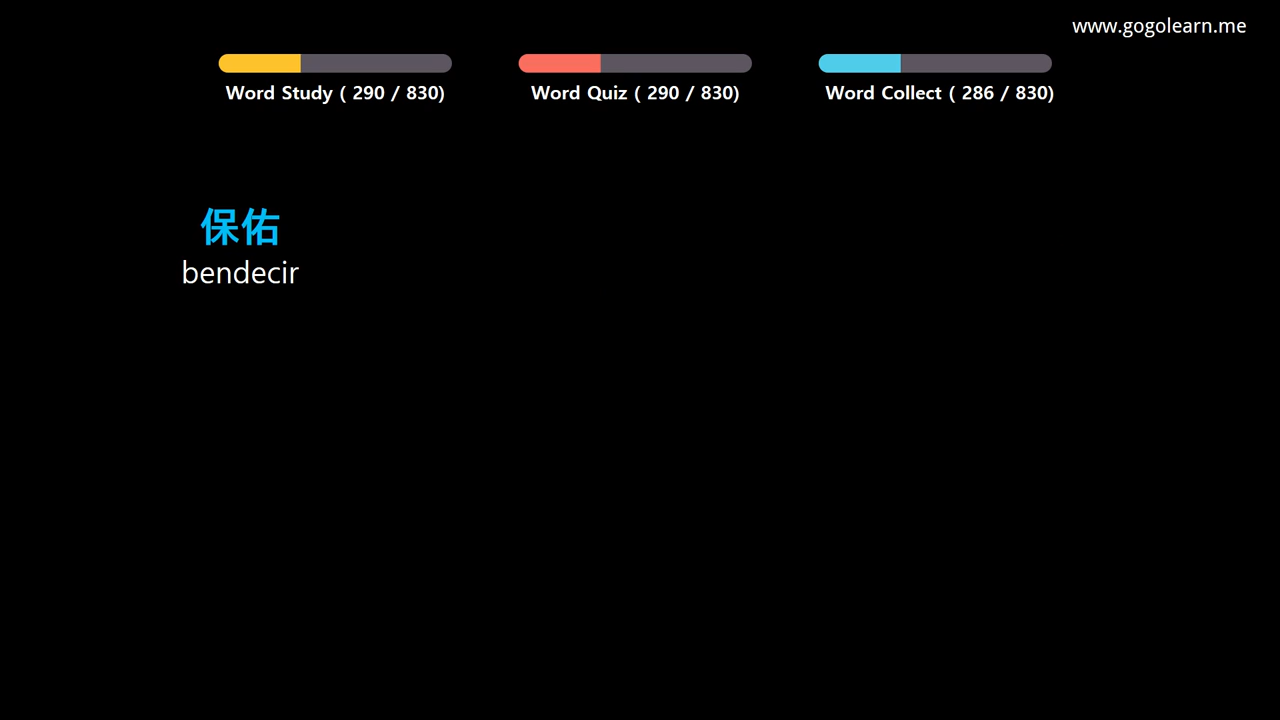 www.gogolearn.me
Word Study ( 290 / 830)
Word Quiz ( 290 / 830)
Word Collect ( 286 / 830)
保佑
bendecir